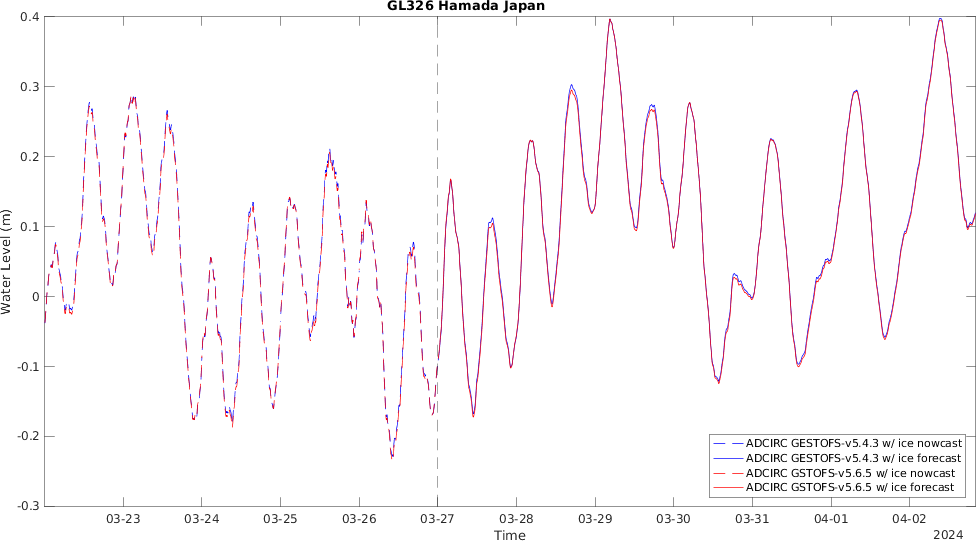 GL326 Hamada Japan
0.4
0.3
0.2
0.1
0
-0.1
-0.2
-0.3
Water Level (m)
ADCIRC GESTOFS-v5.4.3 w/ ice nowcast
ADCIRC GESTOFS-v5.4.3 w/ ice forecast
ADCIRC GSTOFS-v5.6.5 w/ ice nowcast
ADCIRC GSTOFS-v5.6.5 w/ ice forecast
03-23 03-24 03-25 03-26 03-27 03-28 03-29 03-30 03-31 04-01 04-02
Time
2024